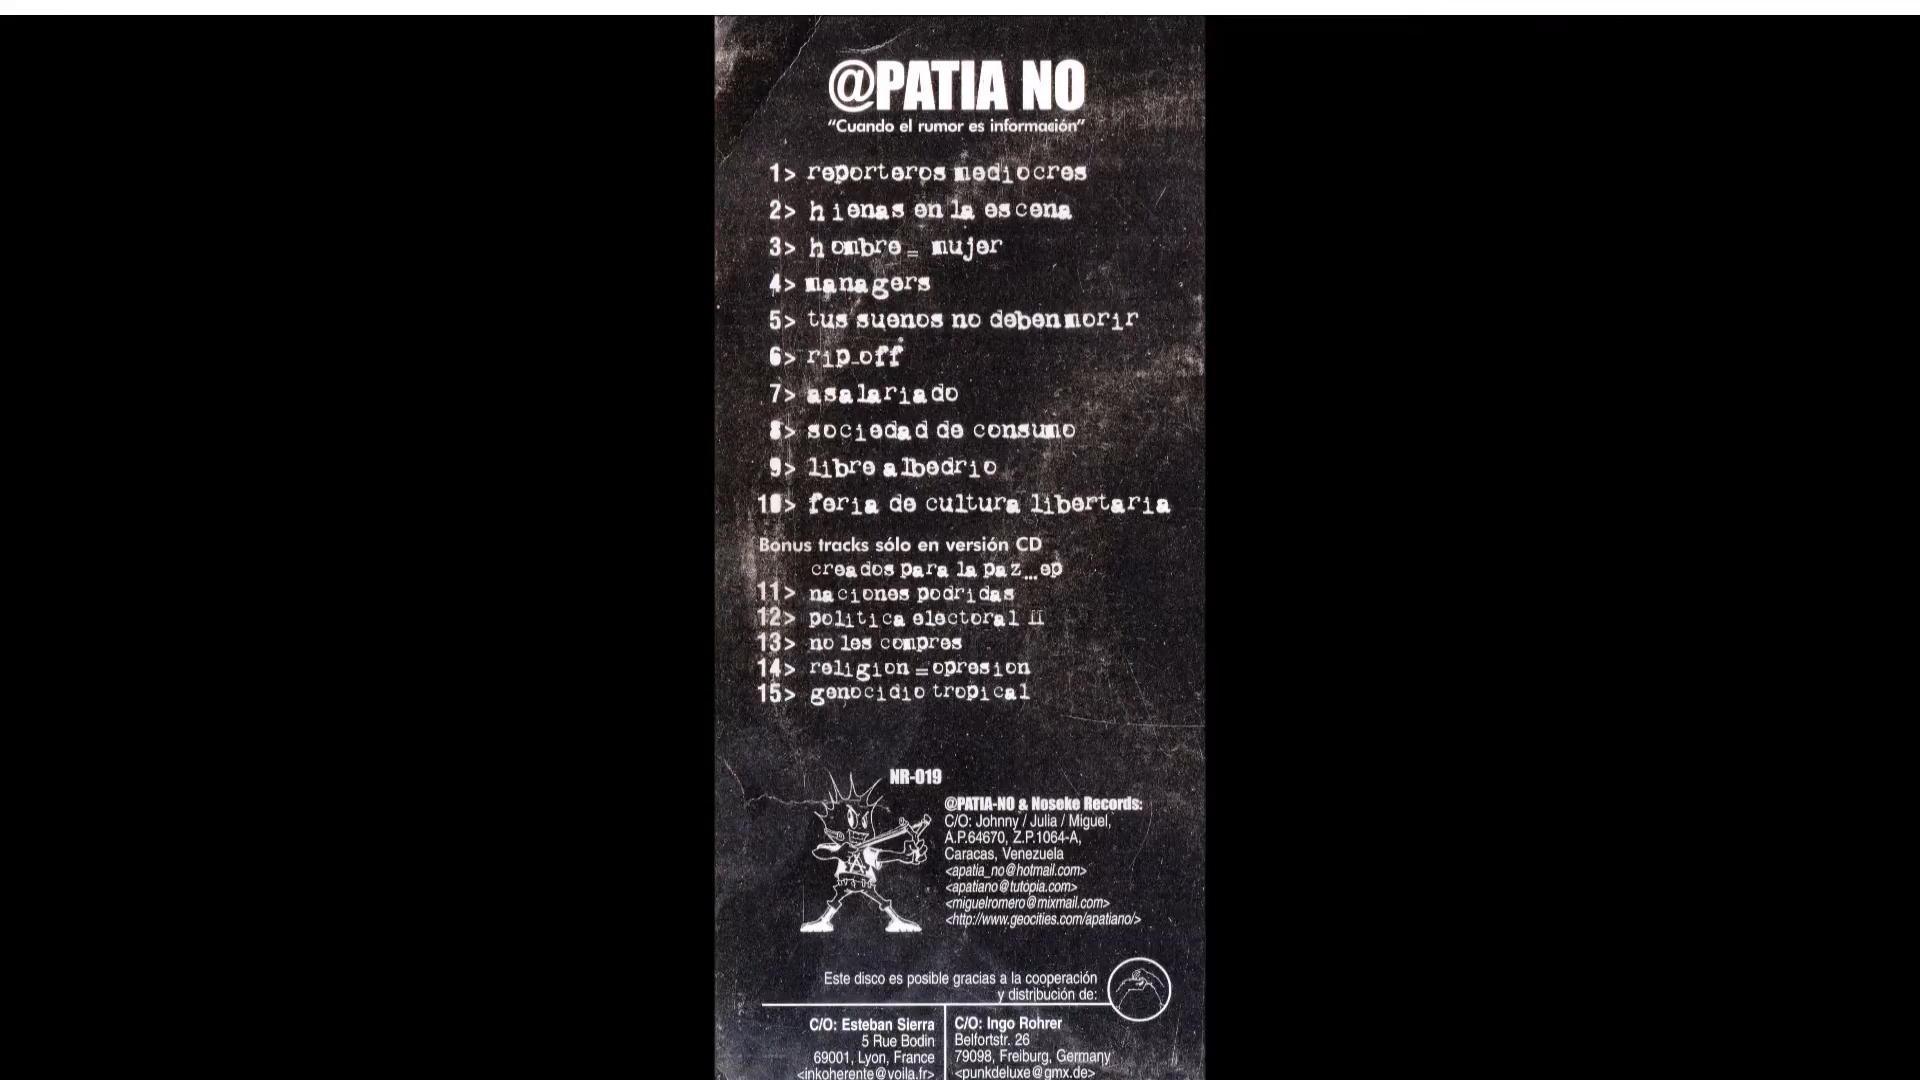 @PATIA NO
"Cuando el rumor es información"
1> reporteros mediocres
2> hienas en la escena
3> hombre = mujer
4> managers
5> tus suenos no deben morir
6> rip-off
7> asalariado
8> sociedad de consumo
9> libre albedrio
10> feria de cultura libertaria
Bonus tracks sólo en versión CD
creados para la paz...ep
11> naciones podridas
12> politica electoral II
13> no les compres
14> religion = opresion
15> genocidio tropical
NR-019
@PATIA-NO & Noseke Records:
C/O: Johnny / Julia / Miguel,
A.P.64670, Z.P.1064-A,
Caracas, Venezuela
<apatia_no@hotmail.com>
<apatiano@tutopia.com>
<miguelromero@mixmail.com>
<http://www.geocities.com/apatiano/>
Este disco es posible gracias a la cooperación
y distribución de:
C/O: Esteban Sierra
5 Rue Bodin
69001, Lyon, France
<inkoherente@voila.fr>
C/O: Ingo Rohrer
Belfortstr. 26
79098, Freiburg, Germany
<punkdeluxe@gmx.de>